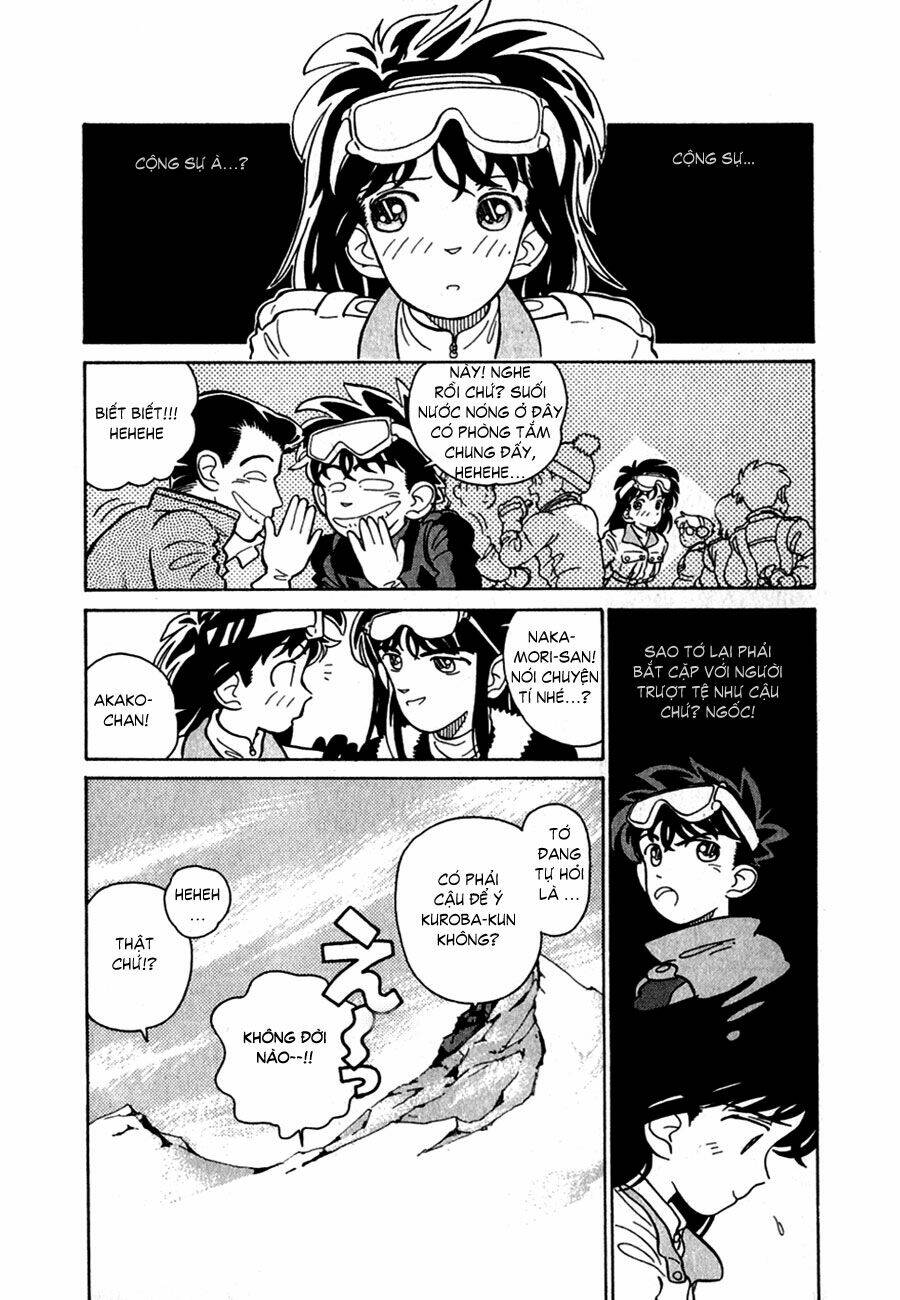 CỘNG SỰ...
CỘNG SỰ À...?
NÀY! NGHE
RỒI CHỨ? SUỐI
NƯỚC NÓNG Ở ĐÂY
CÓ PHÒNG TẮM
CHUNG ĐẤY,
HEHEHE...
BIẾT BIẾT!!!
HEHEHE
SAO TỚ LẠI PHẢI
BẮT CẶP VỚI NGƯỜI
TRƯỢT TỆ NHƯ CẬU
CHỨ? NGỐC!
NAKA-
MORI-SAN!
NÓI CHUYỆN
TÍ NHÉ...?
AKAKO-
CHAN!
TỚ
ĐANG
TỰ HỎI
LÀ ...
CÓ PHẢI
CẬU ĐỂ Ý
KUROBA-KUN
KHÔNG?
え～っ
KHÔNG ĐỜI
NÀO--!!
HEHEH
...
THẬT
CHỨ!?